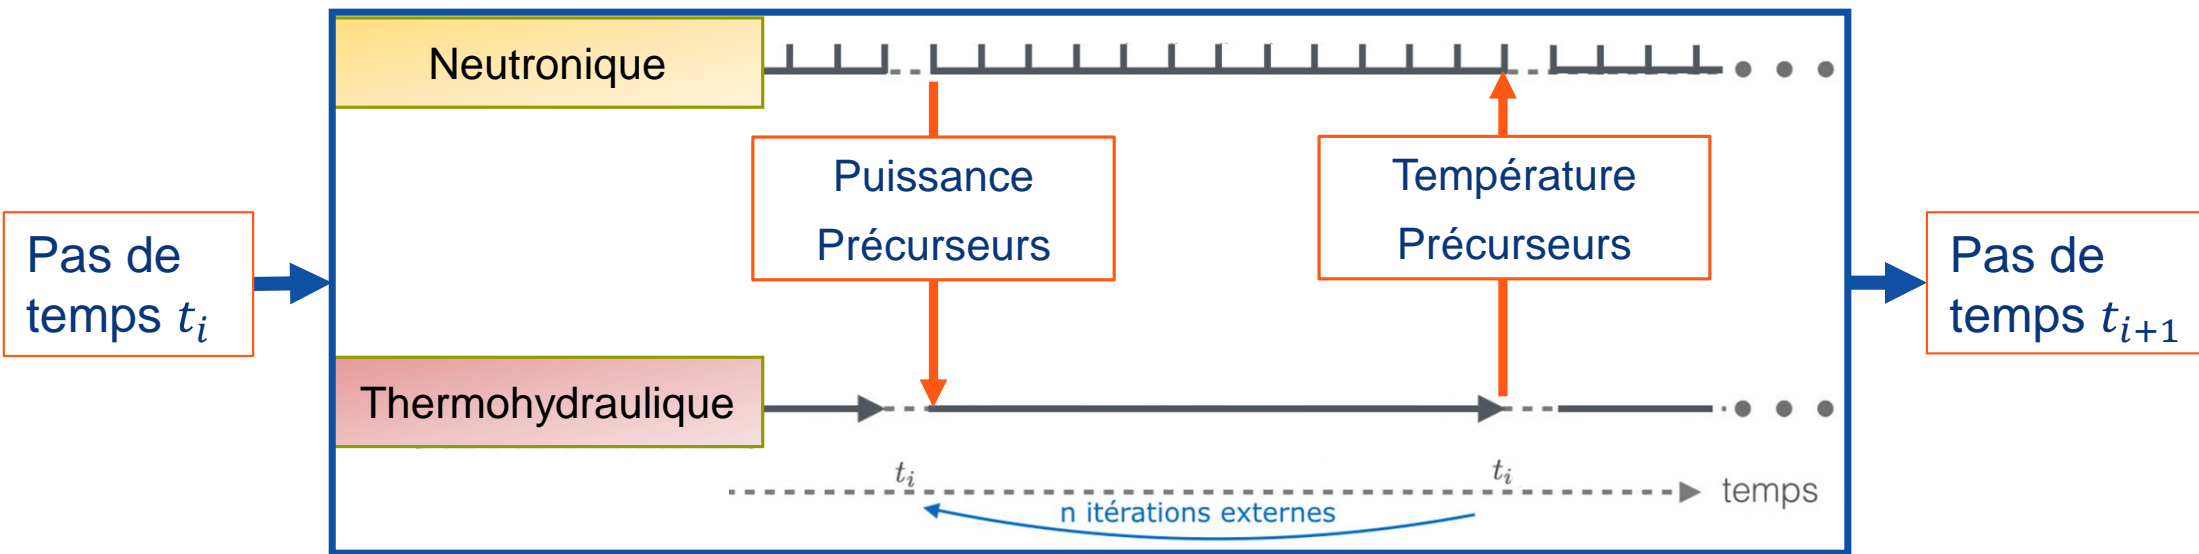 Neutronique
Puissance
Précurseurs
Température
Précurseurs
Pas de
temps tᵢ
Pas de
temps tᵢ₊₁
Thermohydraulique
tᵢ
tᵢ
temps
n itérations externes